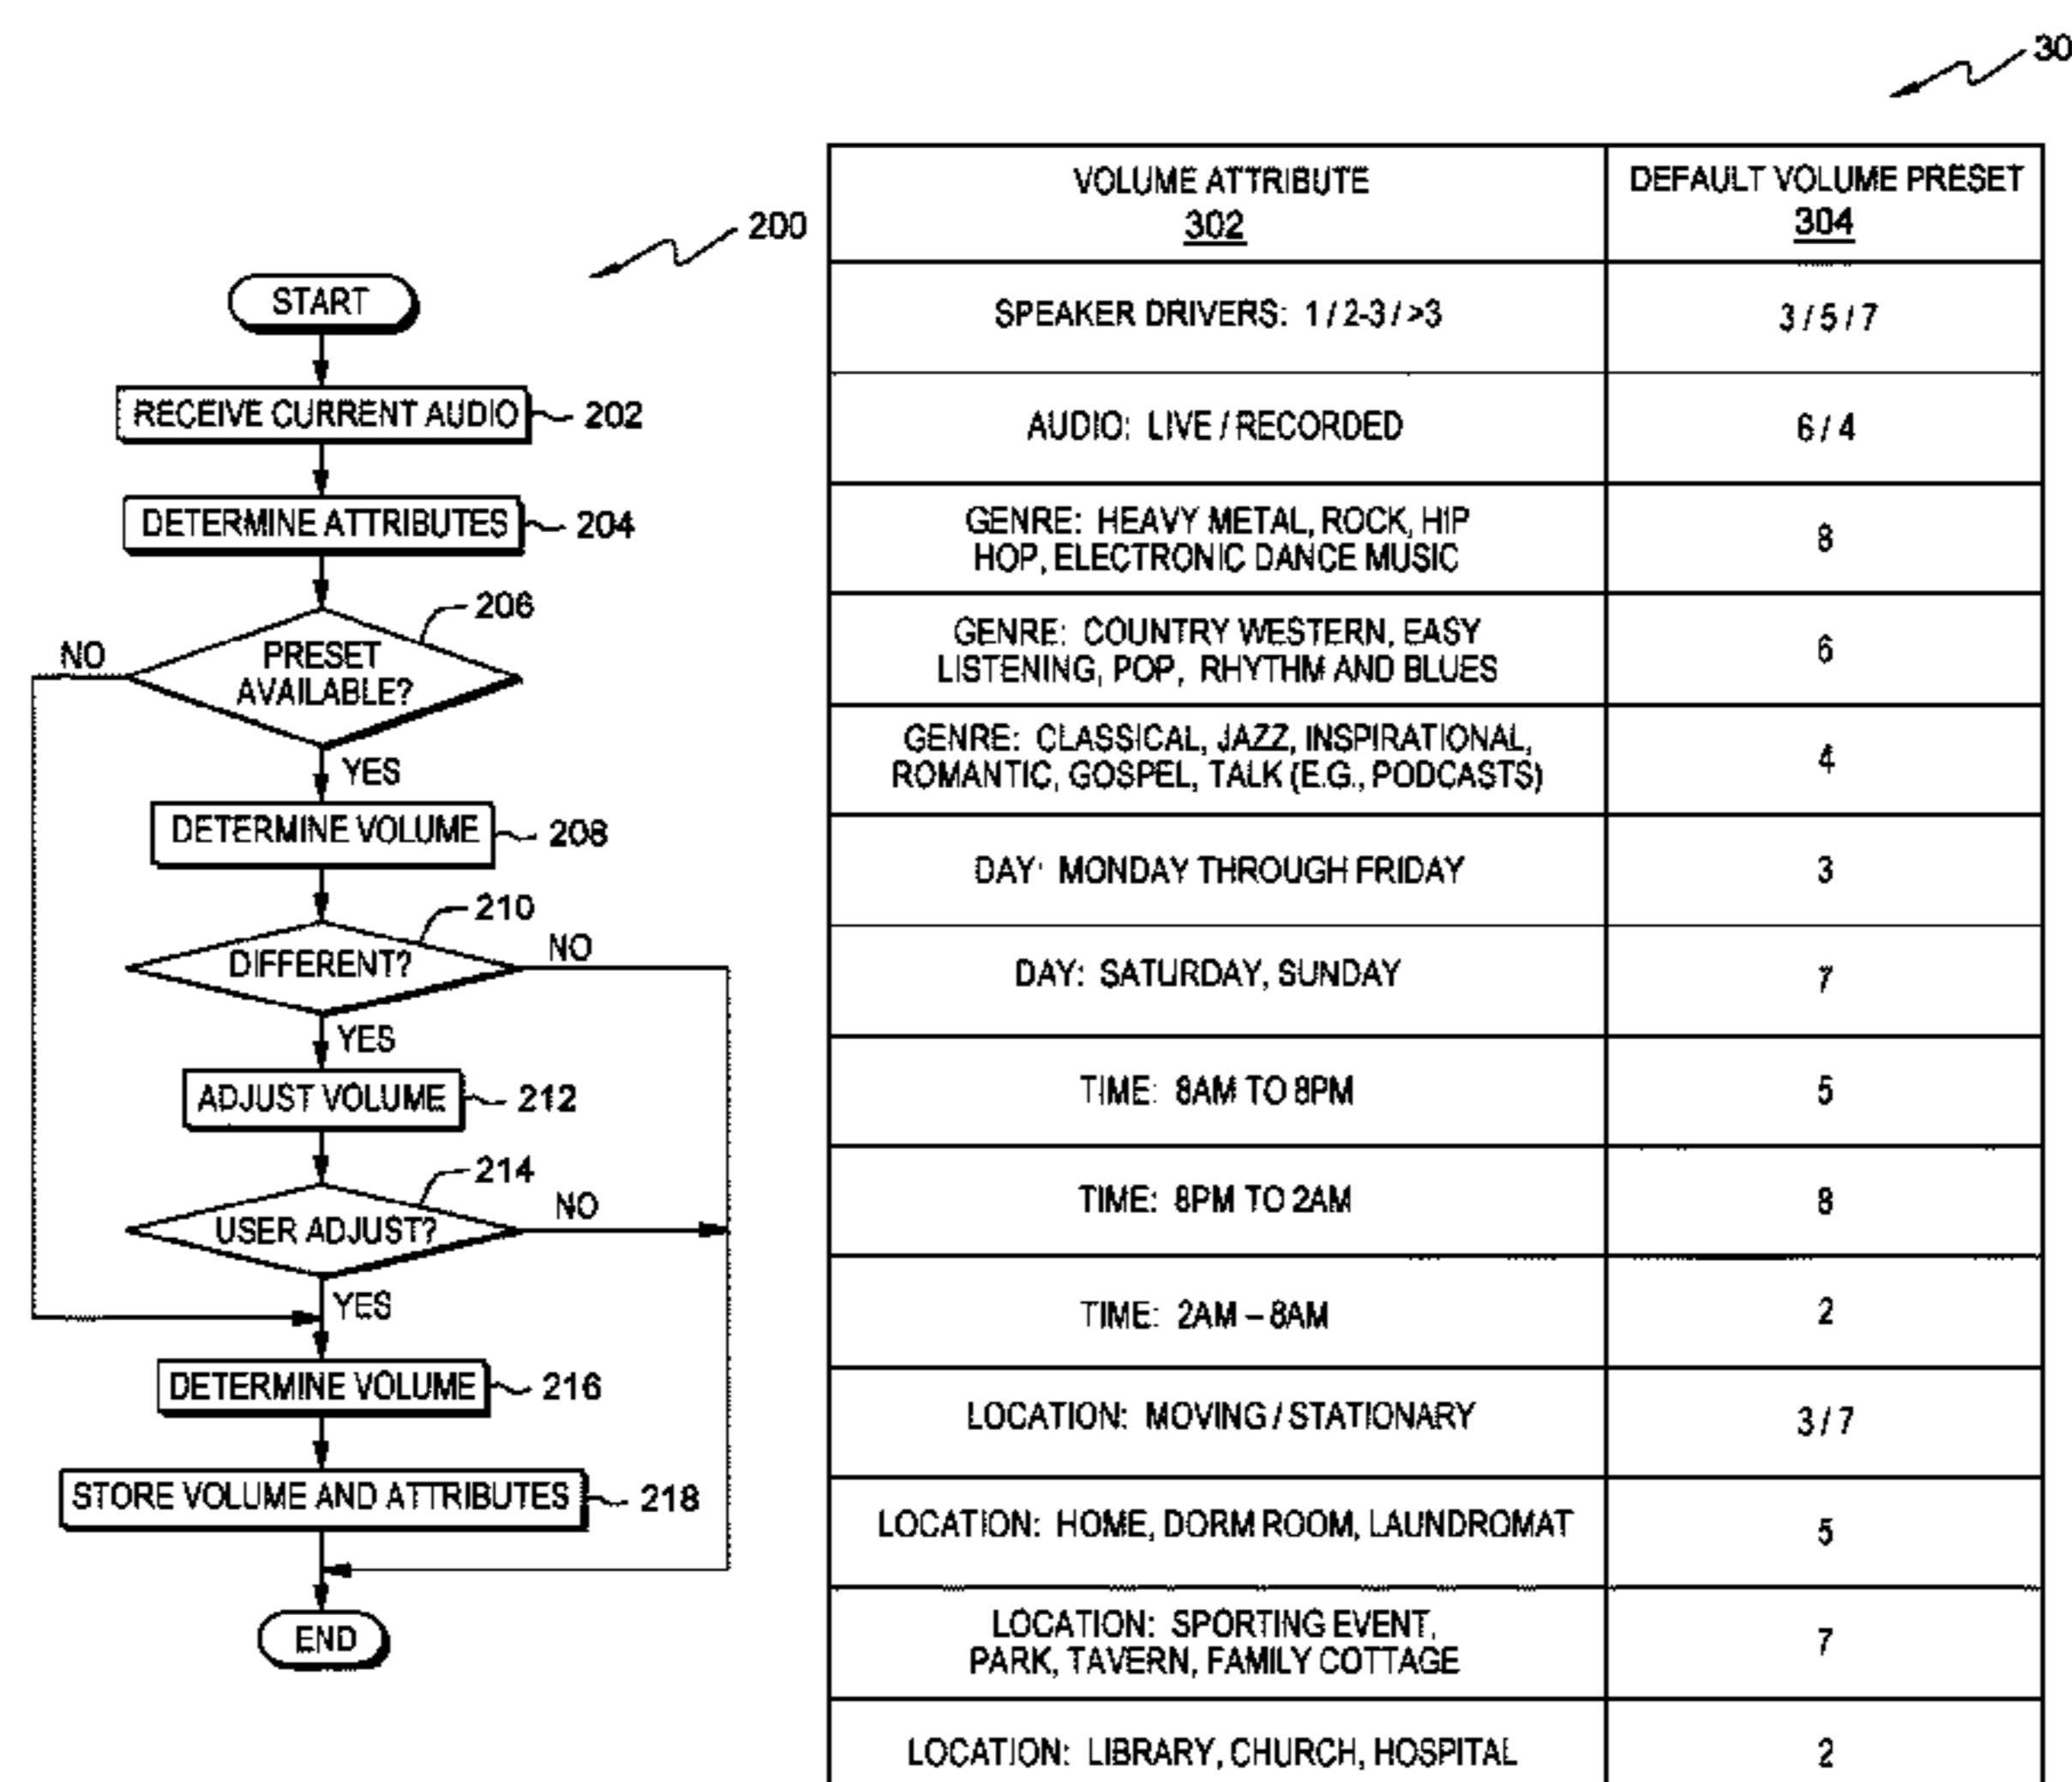 200
START
RECEIVE CURRENT AUDIO
202
DETERMINE ATTRIBUTES
204
206
NO
PRESET
AVAILABLE?
YES
DETERMINE VOLUME
208
210
DIFFERENT?
NO
YES
ADJUST VOLUME
212
214
USER ADJUST?
NO
YES
DETERMINE VOLUME
216
STORE VOLUME AND ATTRIBUTES
218
END
30
VOLUME ATTRIBUTE
302
DEFAULT VOLUME PRESET
304
SPEAKER DRIVERS: 1 / 2-3 / >3
3 / 5 / 7
AUDIO: LIVE / RECORDED
6 / 4
GENRE: HEAVY METAL, ROCK, HIP
HOP, ELECTRONIC DANCE MUSIC
8
GENRE: COUNTRY WESTERN, EASY
LISTENING, POP, RHYTHM AND BLUES
6
GENRE: CLASSICAL, JAZZ, INSPIRATIONAL,
ROMANTIC, GOSPEL, TALK (E.G., PODCASTS)
4
DAY: MONDAY THROUGH FRIDAY
3
DAY: SATURDAY, SUNDAY
7
TIME: 8AM TO 8PM
5
TIME: 8PM TO 2AM
8
TIME: 2AM – 8AM
2
LOCATION: MOVING / STATIONARY
3 / 7
LOCATION: HOME, DORM ROOM, LAUNDROMAT
5
LOCATION: SPORTING EVENT,
PARK, TAVERN, FAMILY COTTAGE
7
LOCATION: LIBRARY, CHURCH, HOSPITAL
2